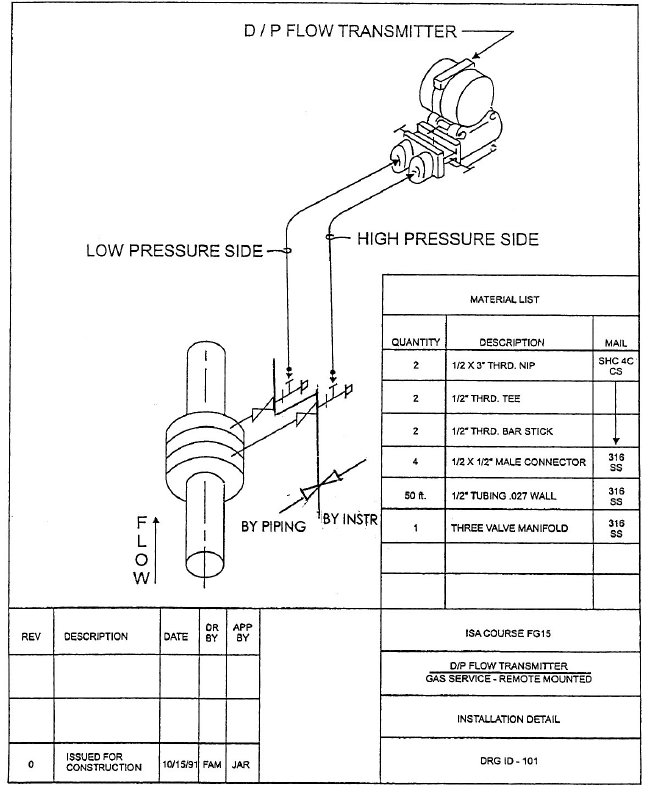 D / P FLOW TRANSMITTER
LOW PRESSURE SIDE
HIGH PRESSURE SIDE
MATERIAL LIST
QUANTITY DESCRIPTION MAIL
2 1/2 X 3" THRD. NIP SHC 4C CS
2 1/2" THRD. TEE
2 1/2" THRD. BAR STICK
4 1/2 X 1/2" MALE CONNECTOR 316 SS
50 ft. 1/2" TUBING .027 WALL 316 SS
1 THREE VALVE MANIFOLD 316 SS
FLOW
BY PIPING
BY INSTR
REV DESCRIPTION DATE DR BY APP BY
0 ISSUED FOR CONSTRUCTION 10/15/91 FAM JAR
ISA COURSE FG15
D/P FLOW TRANSMITTER
GAS SERVICE - REMOTE MOUNTED
INSTALLATION DETAIL
DRG ID - 101